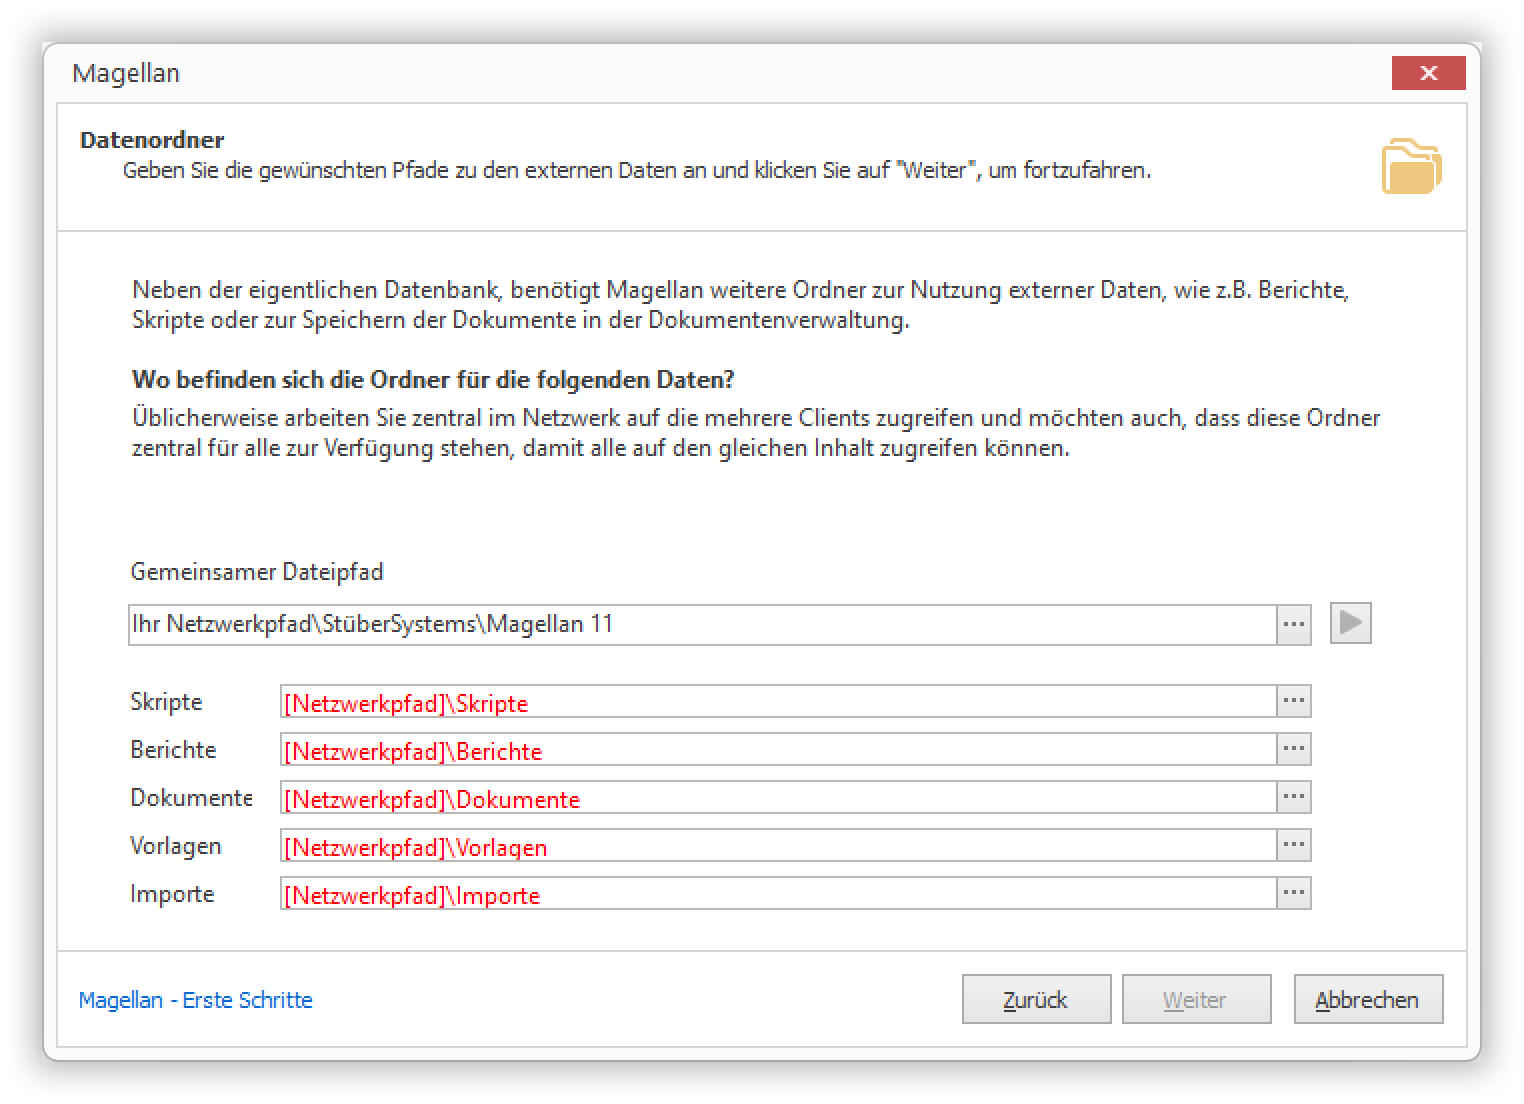 Magellan
Datenordner
Geben Sie die gewünschten Pfade zu den externen Daten an und klicken Sie auf "Weiter", um fortzufahren.
Neben der eigentlichen Datenbank, benötigt Magellan weitere Ordner zur Nutzung externer Daten, wie z.B. Berichte,
Skripte oder zur Speichern der Dokumente in der Dokumentenverwaltung.
Wo befinden sich die Ordner für die folgenden Daten?
Üblicherweise arbeiten Sie zentral im Netzwerk auf die mehrere Clients zugreifen und möchten auch, dass diese Ordner
zentral für alle zur Verfügung stehen, damit alle auf den gleichen Inhalt zugreifen können.
Gemeinsamer Dateipfad
Ihr Netzwerkpfad\StüberSystems\Magellan 11
Skripte [Netzwerkpfad]\Skripte
Berichte [Netzwerkpfad]\Berichte
Dokumente [Netzwerkpfad]\Dokumente
Vorlagen [Netzwerkpfad]\Vorlagen
Importe [Netzwerkpfad]\Importe
Magellan - Erste Schritte Zurück Weiter Abbrechen